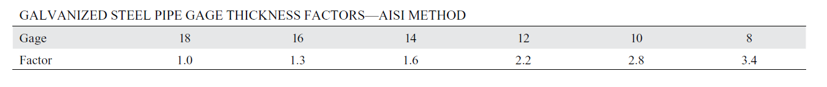 GALVANIZED STEEL PIPE GAGE THICKNESS FACTORS—AISI METHOD
Gage 18 16 14 12 10 8
Factor 1.0 1.3 1.6 2.2 2.8 3.4